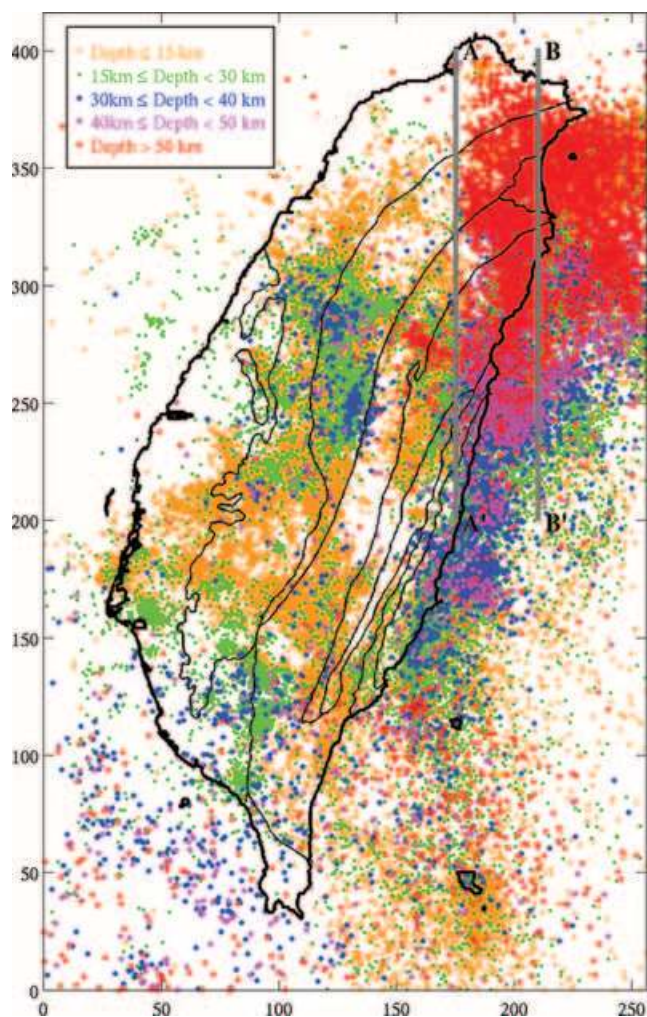 400
350
300
250
200
150
100
50
0
Depth ≤ 15 km
15km ≤ Depth < 30 km
30km ≤ Depth < 40 km
40km ≤ Depth < 50 km
Depth > 50 km
A B
A' B'
0 50 100 150 200 250